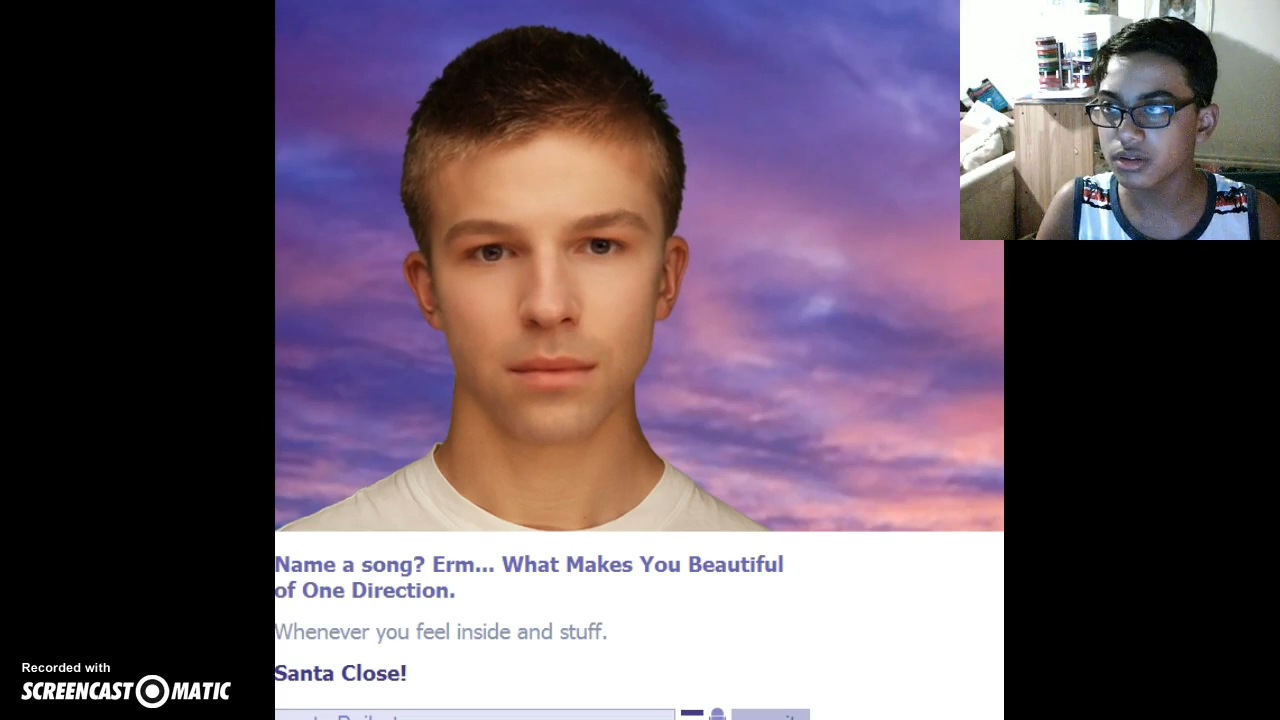 Name a song? Erm... What Makes You Beautiful
of One Direction.
Whenever you feel inside and stuff.
Santa Close!
Recorded with
SCREENCAST MATIC